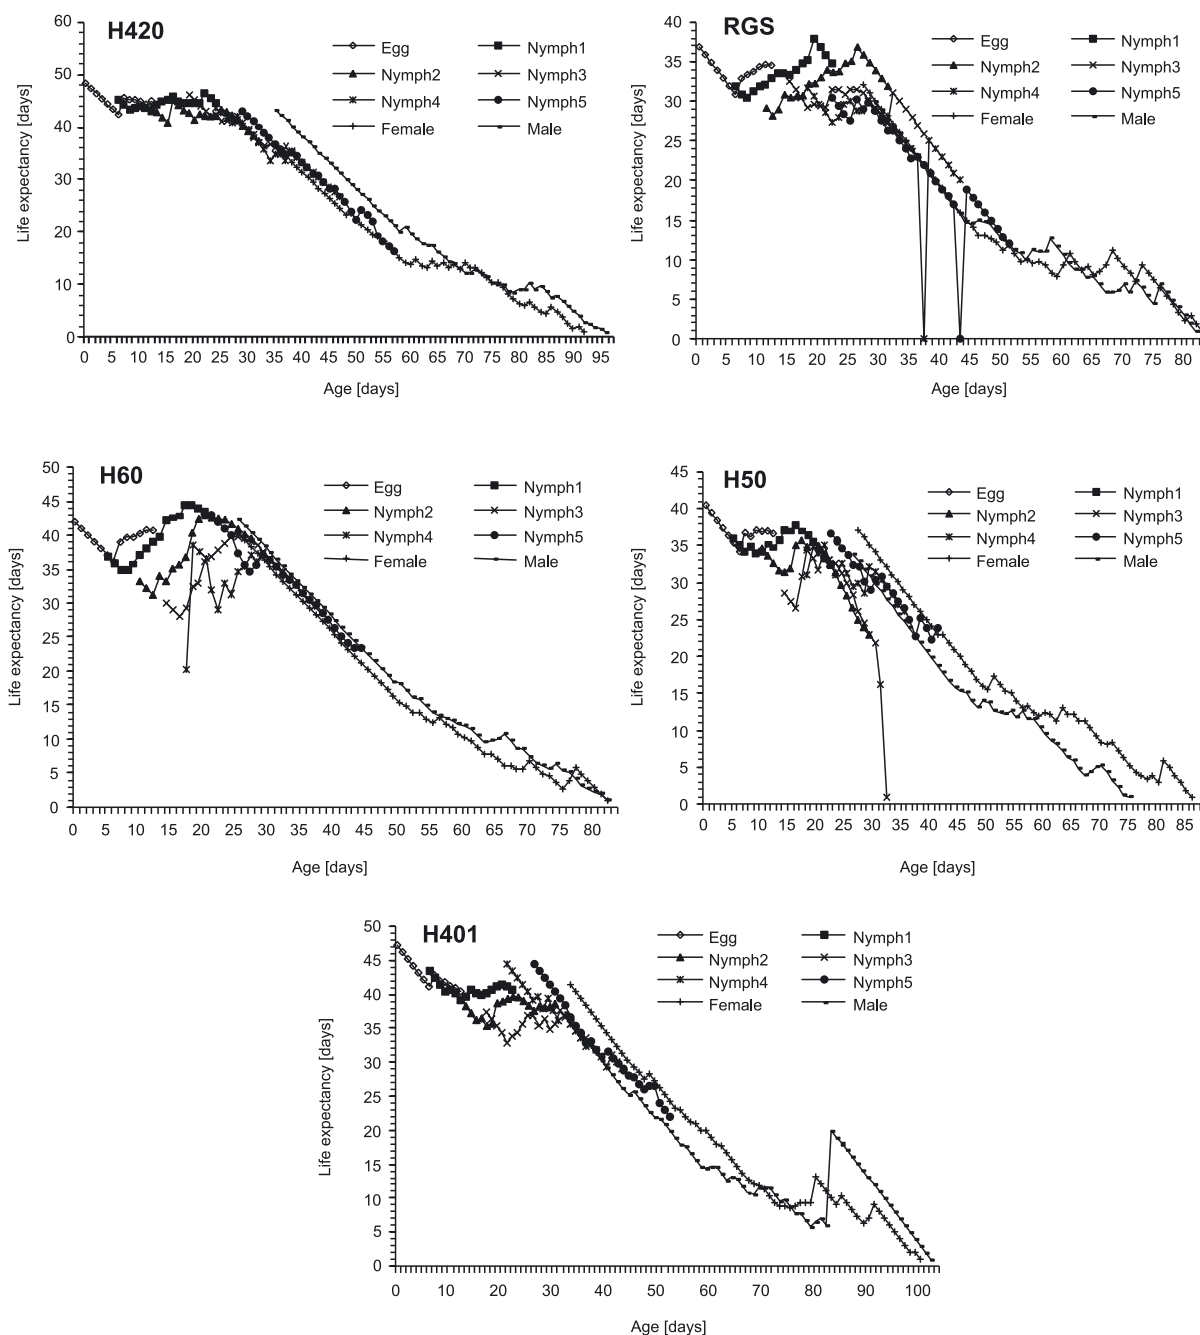 H420
Life expectancy [days]
60
50
40
30
20
10
0
Egg Nymph1
Nymph2 Nymph3
Nymph4 Nymph5
Female Male
0 5 10 15 20 25 30 35 40 45 50 55 60 65 70 75 80 85 90 95
Age [days]
RGS
Life expectancy [days]
40
35
30
25
20
15
10
5
0
Egg Nymph1
Nymph2 Nymph3
Nymph4 Nymph5
Female Male
0 5 10 15 20 25 30 35 40 45 50 55 60 65 70 75 80
Age [days]
H60
Life expectancy [days]
50
45
40
35
30
25
20
15
10
5
0
Egg Nymph1
Nymph2 Nymph3
Nymph4 Nymph5
Female Male
0 5 10 15 20 25 30 35 40 45 50 55 60 65 70 75 80
Age [days]
H50
Life expectancy [days]
45
40
35
30
25
20
15
10
5
0
Egg Nymph1
Nymph2 Nymph3
Nymph4 Nymph5
Female Male
0 5 10 15 20 25 30 35 40 45 50 55 60 65 70 75 80 85
Age [days]
H401
Life expectancy [days]
50
45
40
35
30
25
20
15
10
5
0
Egg Nymph1
Nymph2 Nymph3
Nymph4 Nymph5
Female Male
0 10 20 30 40 50 60 70 80 90 100
Age [days]